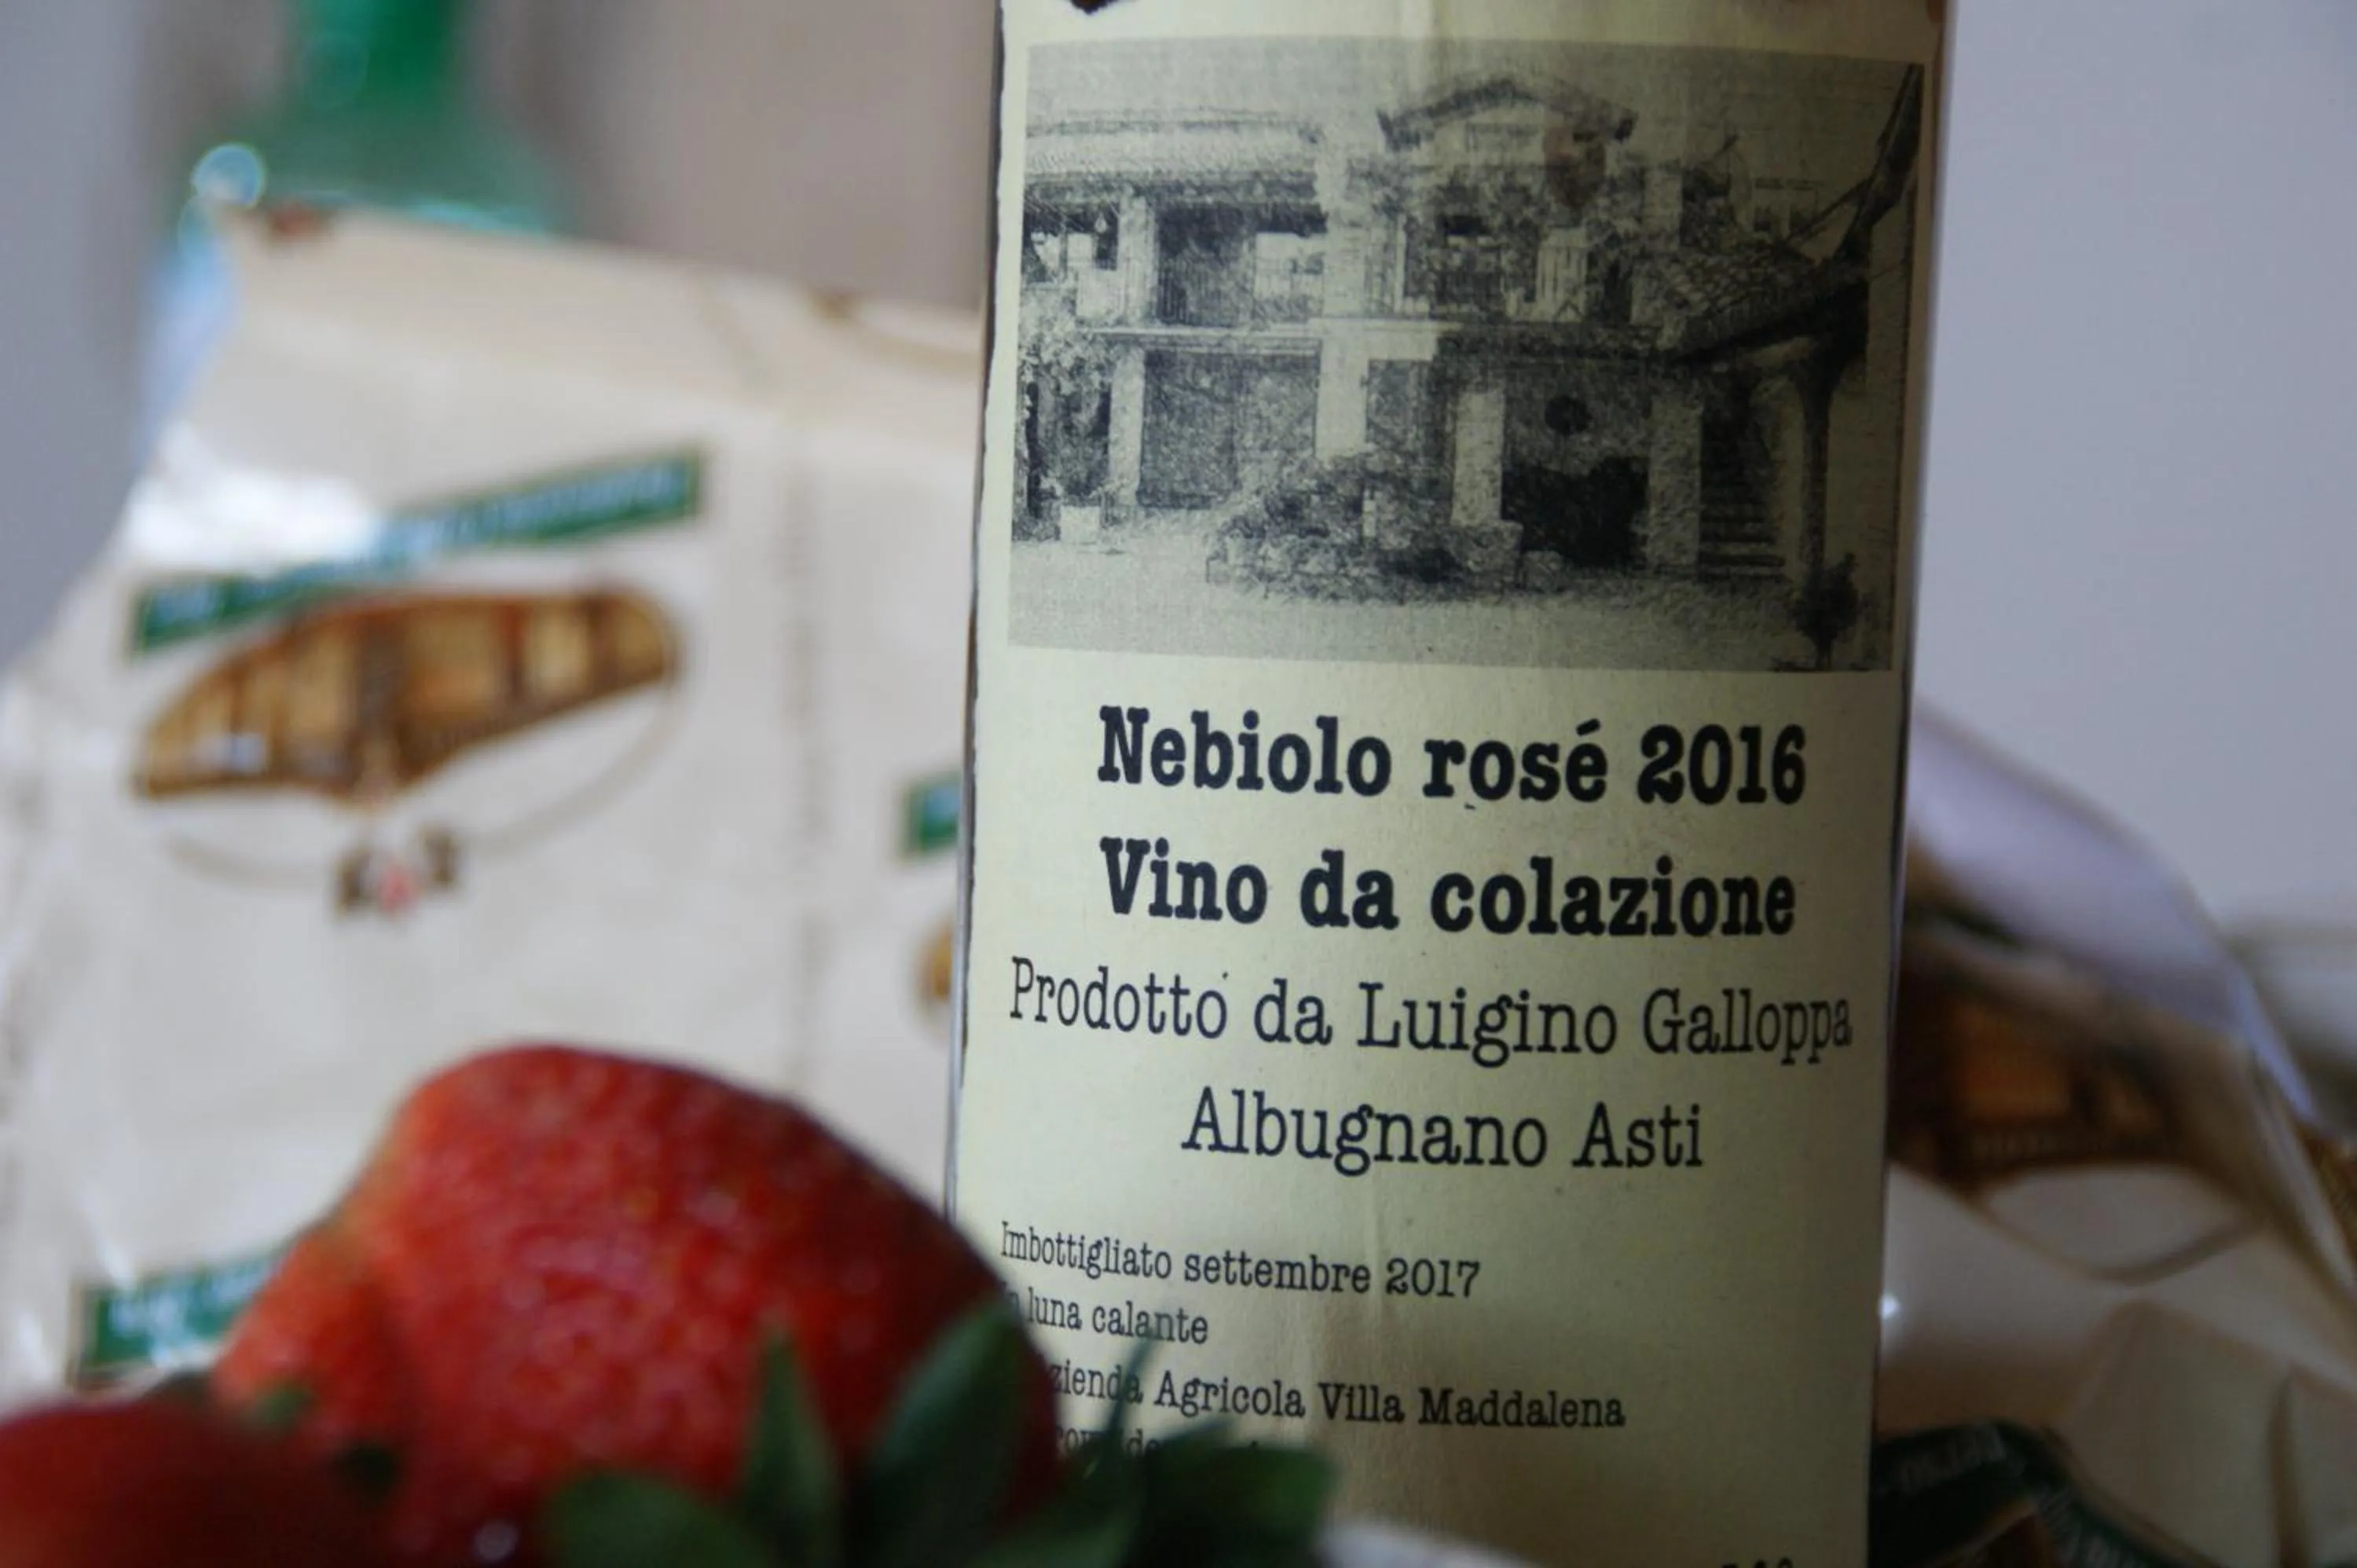 Nebiolo rosé 2016
Vino da colazione
Prodotto da Luigino Galloppa
Albugnano Asti
Imbottigliato settembre 2017
luna calante
Agricola Villa Maddalena